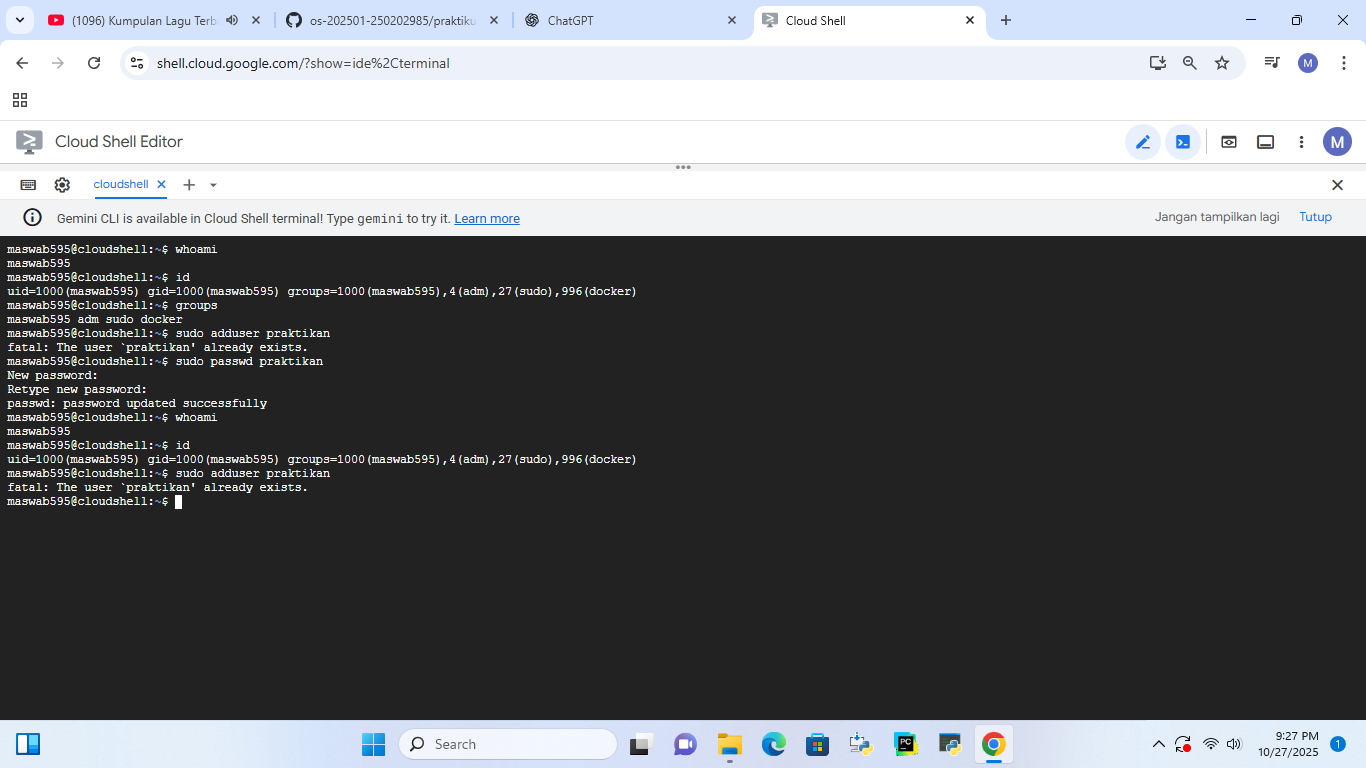 (1096) Kumpulan Lagu Terb
os-202501-250202985/praktiku
ChatGPT
Cloud Shell
shell.cloud.google.com/?show=ide%2Cterminal
M
Cloud Shell Editor
M
cloudshell
Gemini CLI is available in Cloud Shell terminal! Type gemini to try it. Learn more
Jangan tampilkan lagi
Tutup
maswab595@cloudshell:~$ whoami
maswab595
maswab595@cloudshell:~$ id
uid=1000(maswab595) gid=1000(maswab595) groups=1000(maswab595),4(adm),27(sudo),996(docker)
maswab595@cloudshell:~$ groups
maswab595 adm sudo docker
maswab595@cloudshell:~$ sudo adduser praktikan
fatal: The user `praktikan' already exists.
maswab595@cloudshell:~$ sudo passwd praktikan
New password:
Retype new password:
passwd: password updated successfully
maswab595@cloudshell:~$ whoami
maswab595
maswab595@cloudshell:~$ id
uid=1000(maswab595) gid=1000(maswab595) groups=1000(maswab595),4(adm),27(sudo),996(docker)
maswab595@cloudshell:~$ sudo adduser praktikan
fatal: The user `praktikan' already exists.
maswab595@cloudshell:~$
Search
PC
9:27 PM
10/27/2025
1